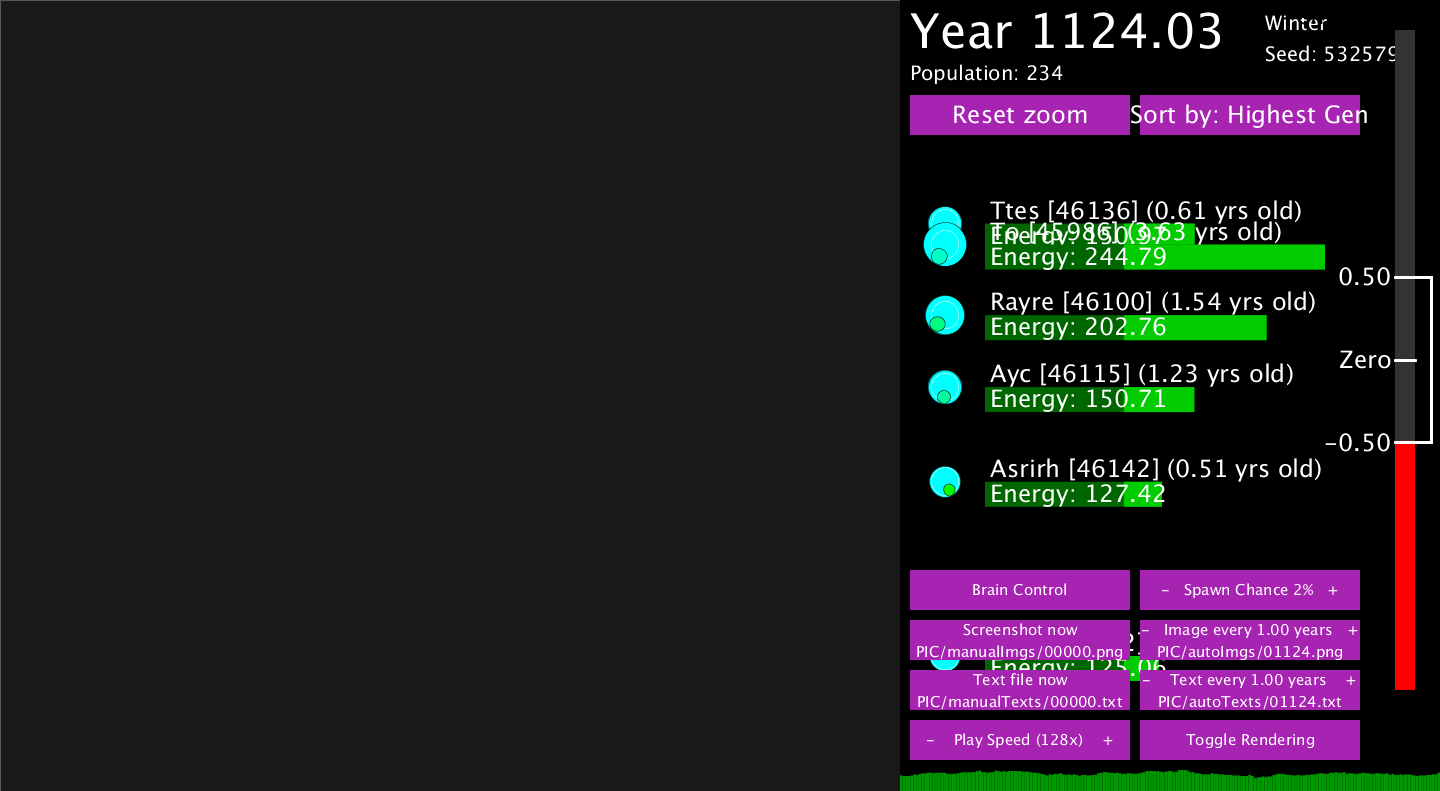 Year 1124.03
Winter
Seed: 532579
Population: 234
Reset zoom
Sort by: Highest Gen
Ttes [46136] (0.61 yrs old)
Energy: 150.97
To [45986] (3.63 yrs old)
Energy: 244.79
0.50
Rayre [46100] (1.54 yrs old)
Energy: 202.76
Zero
Ayc [46115] (1.23 yrs old)
Energy: 150.71
-0.50
Asrirh [46142] (0.51 yrs old)
Energy: 127.42
Brain Control
- Spawn Chance 2% +
Screenshot now
PIC/manualImgs/00000.png
- Image every 1.00 years +
PIC/autoImgs/01124.png
Energy: 125.06
Text file now
PIC/manualTexts/00000.txt
- Text every 1.00 years +
PIC/autoTexts/01124.txt
- Play Speed (128x) +
Toggle Rendering